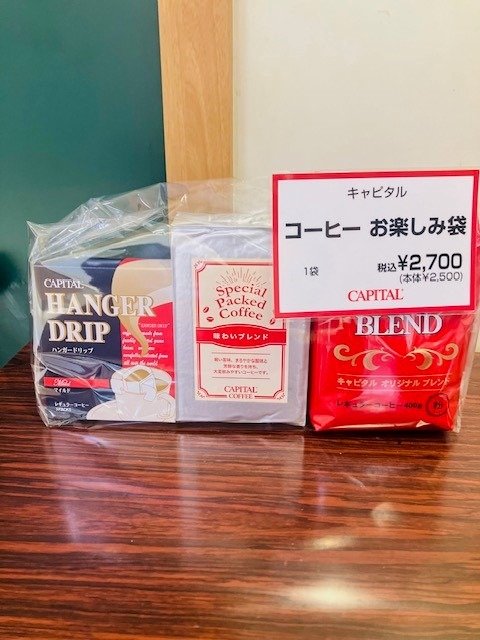 キャピタル
コーヒー お楽しみ袋
1袋
税込¥2,700
(本体¥2,500)
CAPITAL
CAPITAL
HANGER
DRIP
ハンガードリップ
Mild
マイルド
レギュラーコーヒー
Special
Packed
Coffee
味わいブレンド
CAPITAL
COFFEE
BLEND
キャピタル オリジナル ブレンド
レギュラーコーヒー 400g